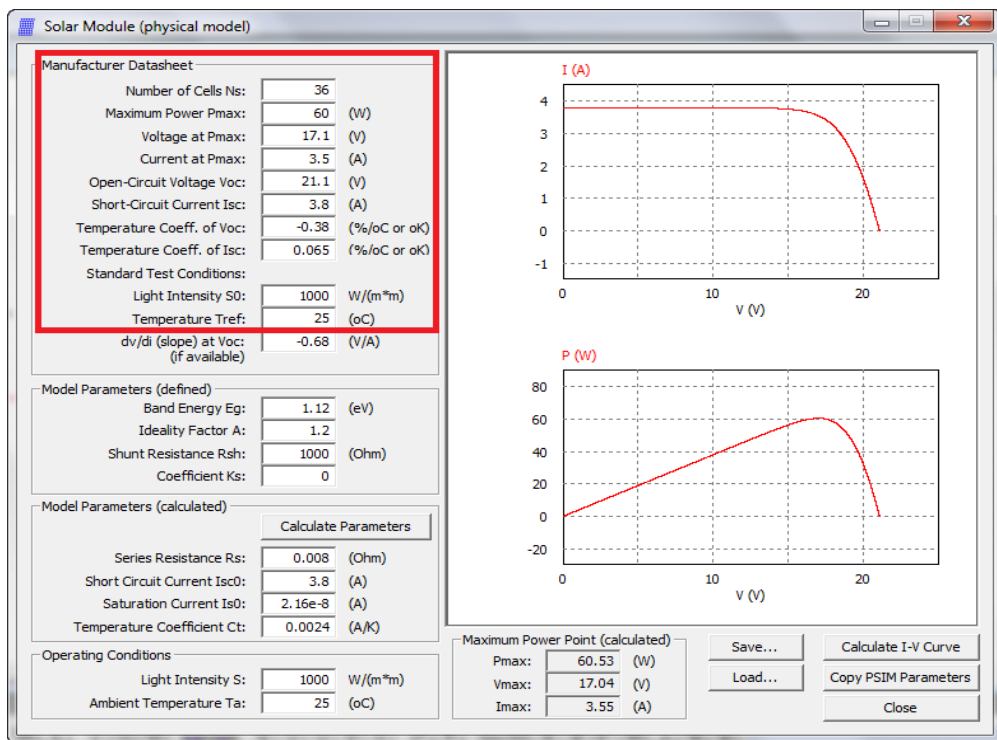 Solar Module (physical model)
Manufacturer Datasheet
Number of Cells Ns: 36
Maximum Power Pmax: 60 (W)
Voltage at Pmax: 17.1 (V)
Current at Pmax: 3.5 (A)
Open-Circuit Voltage Voc: 21.1 (V)
Short-Circuit Current Isc: 3.8 (A)
Temperature Coeff. of Voc: -0.38 (%/oC or oK)
Temperature Coeff. of Isc: 0.065 (%/oC or oK)
Standard Test Conditions:
Light Intensity S0: 1000 W/(m*m)
Temperature Tref: 25 (oC)
dv/di (slope) at Voc: -0.68 (V/A)
(if available)
Model Parameters (defined)
Band Energy Eg: 1.12 (eV)
Ideality Factor A: 1.2
Shunt Resistance Rsh: 1000 (Ohm)
Coefficient Ks: 0
Model Parameters (calculated)
Calculate Parameters
Series Resistance Rs: 0.008 (Ohm)
Short Circuit Current Isc0: 3.8 (A)
Saturation Current Is0: 2.16e-8 (A)
Temperature Coefficient Ct: 0.0024 (A/K)
Operating Conditions
Light Intensity S: 1000 W/(m*m)
Ambient Temperature Ta: 25 (oC)
I (A)
4
3
2
1
0
-1
0 10 20
V (V)
P (W)
80
60
40
20
0
-20
0 10 20
V (V)
Maximum Power Point (calculated)
Pmax: 60.53 (W)
Vmax: 17.04 (V)
Imax: 3.55 (A)
Save...
Load...
Calculate I-V Curve
Copy PSIM Parameters
Close